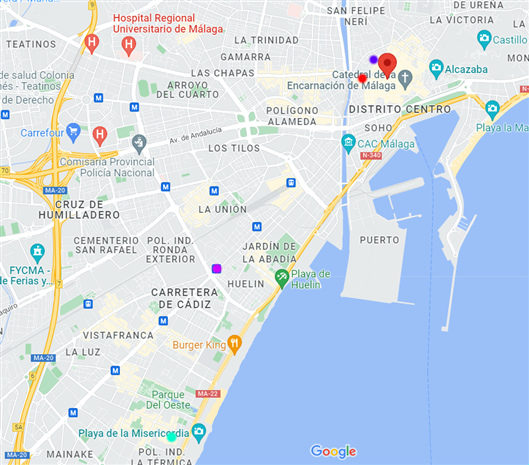 SAN FELIPE
NERI
DE UREÑA
LA VICTORIA
Hospital Regional
Universitario de Málaga
TEATINOS
LA TRINIDAD
Castillo
GAMARRA
MON
de salud Colonia
nés - Teatinos
LAS CHAPAS
Catedral de la
Encarnación de Málaga
Alcazaba
de Derecho
ARROYO
DEL CUARTO
POLÍGONO
ALAMEDA
DISTRITO CENTRO
Carrefour
Av. de Andalucía
SOHO
Playa la Ma
CAC Málaga
LOS TILOS
N-340
Comisaría Provincial
Policía Nacional
70
MA-20
CRUZ DE
HUMILLADERO
LA UNIÓN
CEMENTERIO
SAN RAFAEL
POL. IND.
RONDA
EXTERIOR
JARDÍN DE
LA ABADÍA
PUERTO
FYCMA -
de Ferias y...
HUELIN
Playa de
Huelin
CARRETERA
DE CÁDIZ
VISTAFRANCA
LA LUZ
Burger King
MA-20
MA-22
Parque
Del Oeste
Playa de la Misericordia
MA-20
MAINAKE
POL. IND.
LA TÉRMICA
Google